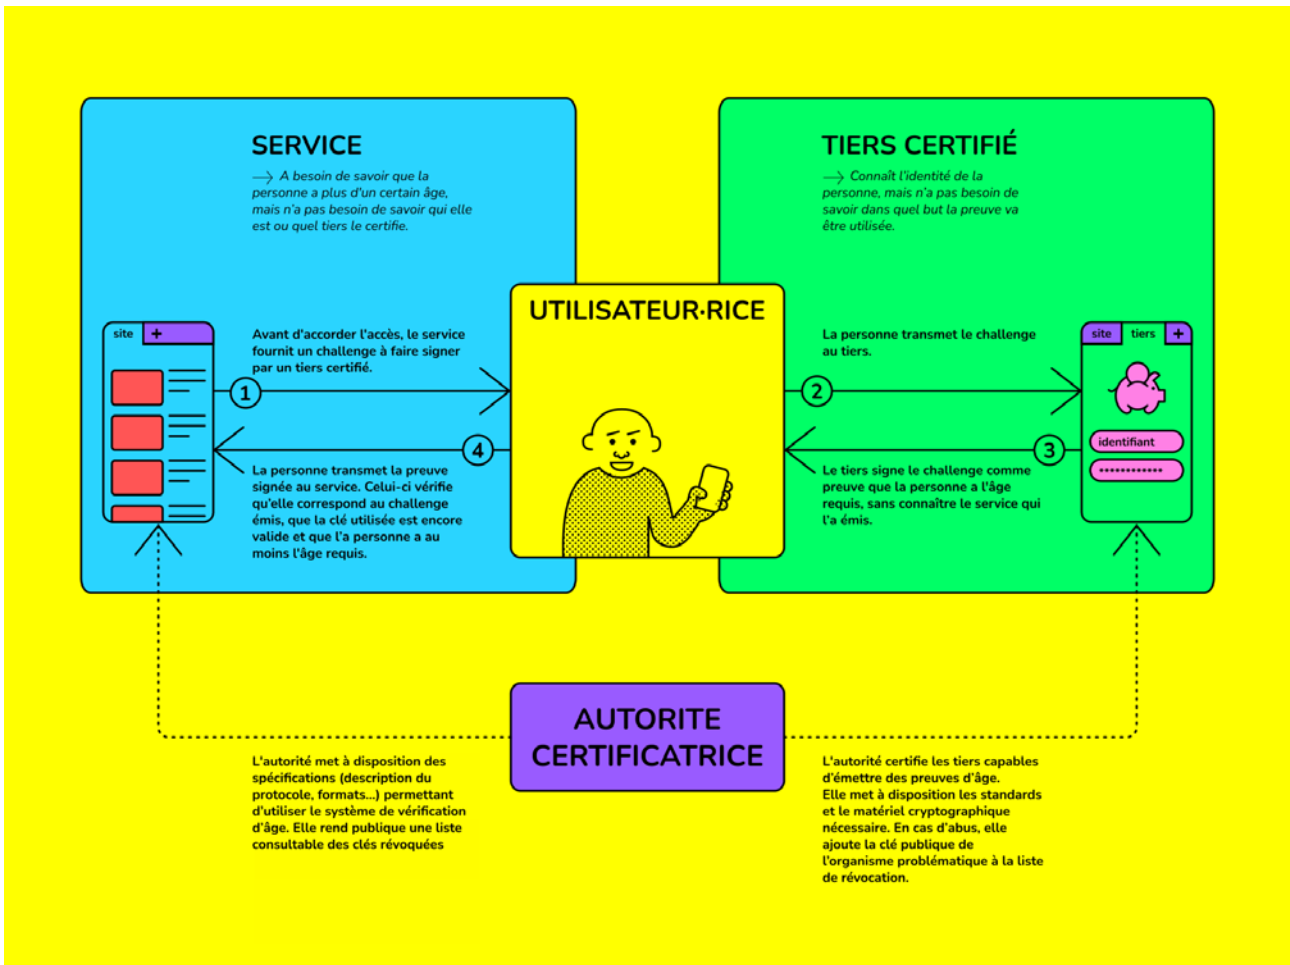 SERVICE
→ A besoin de savoir que la
personne a plus d'un certain âge,
mais n'a pas besoin de savoir qui elle
est ou quel tiers le certifie.
TIERS CERTIFIÉ
→ Connaît l'identité de la
personne, mais n'a pas besoin de
savoir dans quel but la preuve va
être utilisée.
UTILISATEUR·RICE
site +
Avant d'accorder l'accès, le service
fournit un challenge à faire signer
par un tiers certifié.
1
4
La personne transmet la preuve
signée au service. Celui-ci vérifie
qu'elle correspond au challenge
émis, que la clé utilisée est encore
valide et que l'a personne a au
moins l'âge requis.
La personne transmet le challenge
au tiers.
2
3
Le tiers signe le challenge comme
preuve que la personne a l'âge
requis, sans connaître le service qui
l'a émis.
site tiers +
identifiant
••••••••••••
AUTORITE
CERTIFICATRICE
L'autorité met à disposition des
spécifications (description du
protocole, formats...) permettant
d'utiliser le système de vérification
d'âge. Elle rend publique une liste
consultable des clés révoquées
L'autorité certifie les tiers capables
d'émettre des preuves d'âge.
Elle met à disposition les standards
et le matériel cryptographique
nécessaire. En cas d'abus, elle
ajoute la clé publique de
l'organisme problématique à la liste
de révocation.